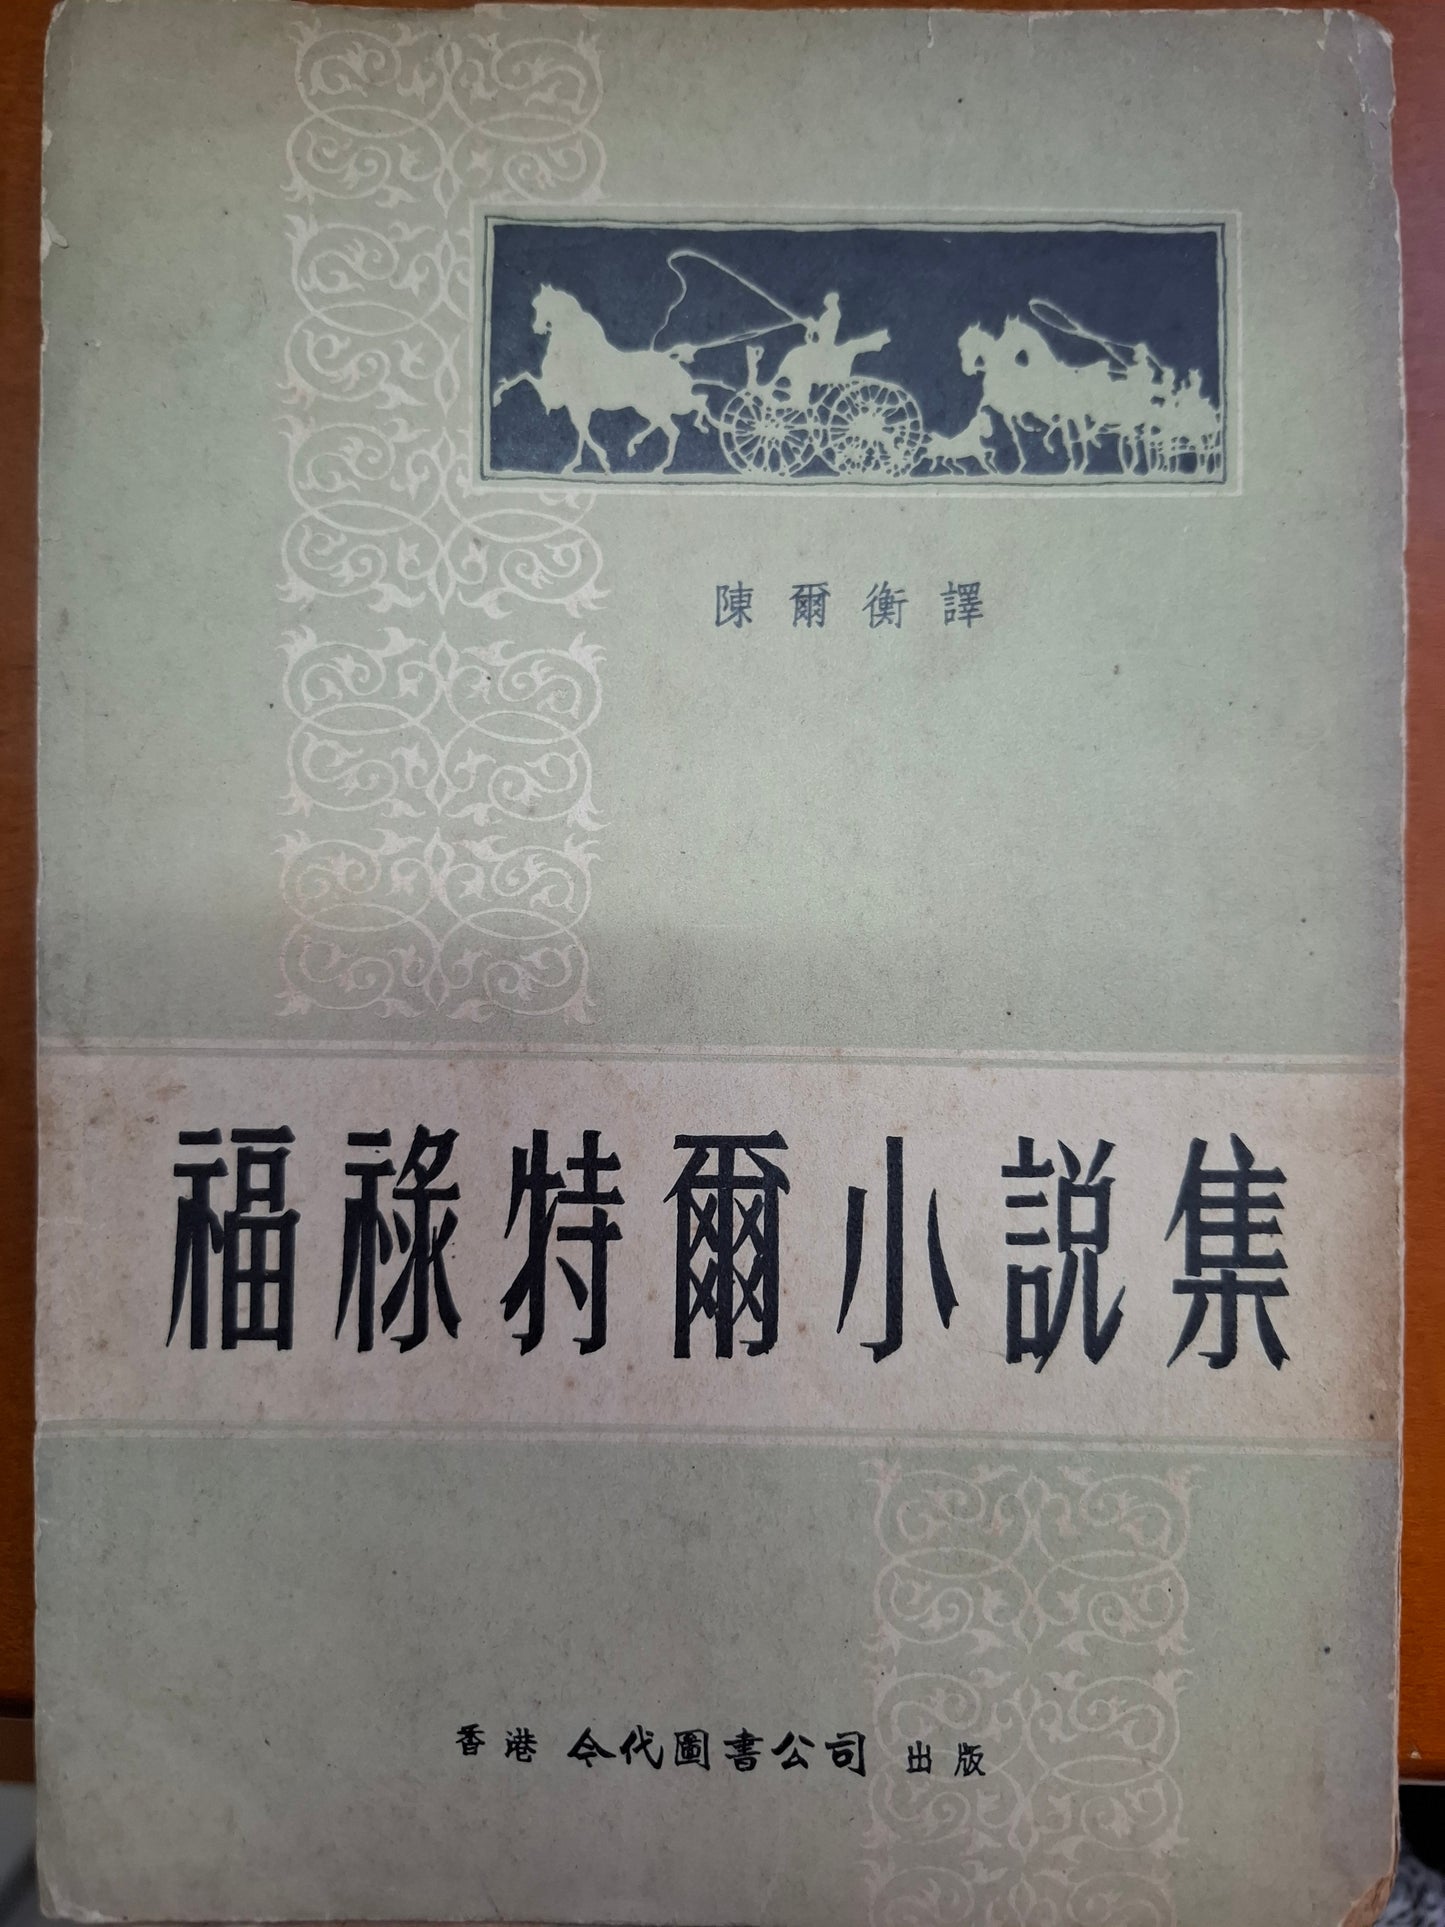 陳爾衡譯
福祿特爾小説集
香港 今代圖書公司 出版